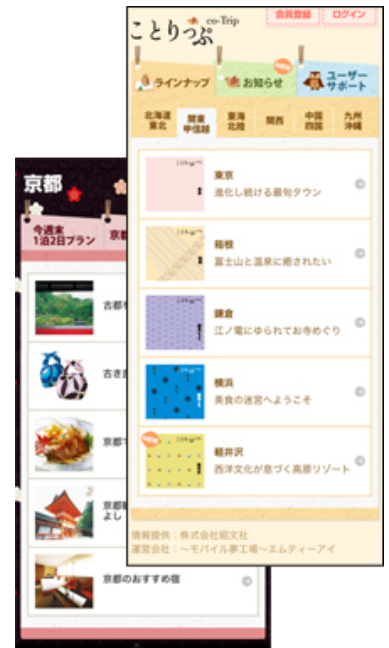 ことりっぷ co-Trip
会員登録 ログイン
ラインナップ
NEW
お知らせ
ユーザー
サポート
北海道
東北
関東
甲信越
東海
北陸
関西
中国
四国
九州
沖縄
東京
進化し続ける最旬タウン
箱根
富士山と温泉に癒されたい
鎌倉
江ノ電にゆられてお寺めぐり
横浜
美食の迷宮へようこそ
NEW
軽井沢
西洋文化が息づく高原リゾート
情報提供：株式会社昭文社
運営会社：～モバイル夢工場～エムティーアイ
京都
今週末
1泊2日プラン
京都
古都
古き
京都で
京都
よし
京都のおすすめ宿